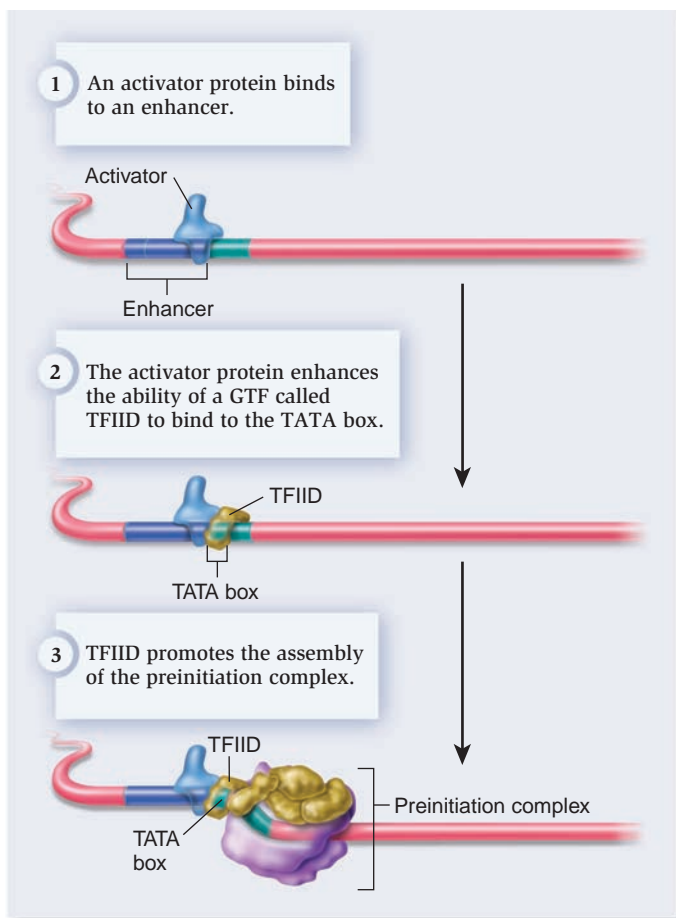 1
An activator protein binds
to an enhancer.
Activator
Enhancer
2
The activator protein enhances
the ability of a GTF called
TFIID to bind to the TATA box.
TFIID
TATA box
3
TFIID promotes the assembly
of the preinitiation complex.
TFIID
Preinitiation complex
TATA
box